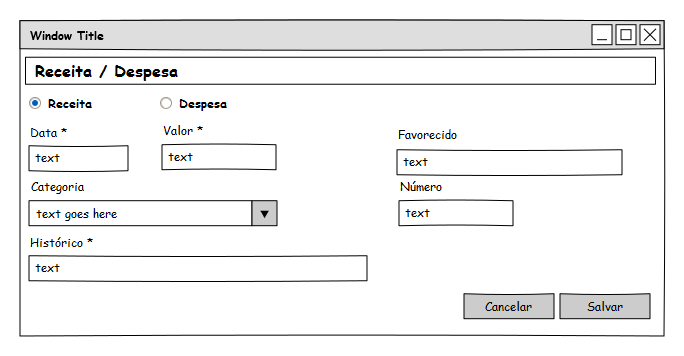 Window Title
Receita / Despesa
Receita Despesa
Data * Valor * Favorecido
text text text
Categoria Número
text goes here text
Histórico *
text
Cancelar Salvar